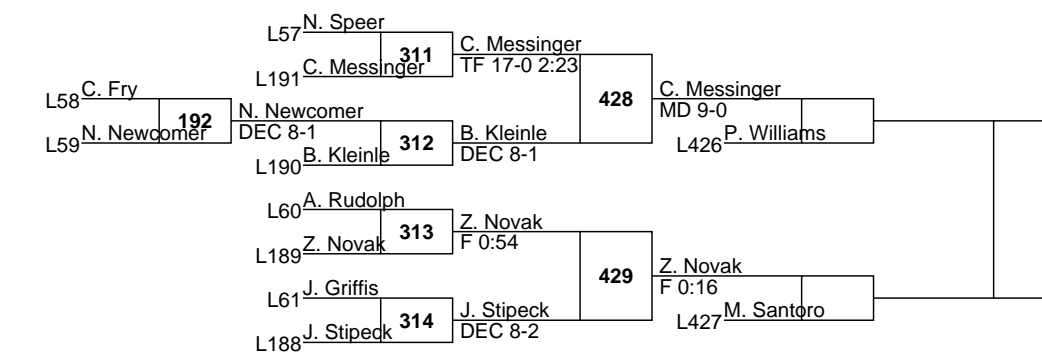 N. Speer
L57
311
C. Messinger
TF 17-0 2:23
C. Messinger
L191
C. Fry
L58
192
N. Newcomer
L59
N. Newcomer
DEC 8-1
312
B. Kleinle
L190
B. Kleinle
DEC 8-1
428
C. Messinger
MD 9-0
P. Williams
L426
A. Rudolph
L60
313
Z. Novak
L189
Z. Novak
F 0:54
J. Griffis
L61
314
J. Stipeck
L188
J. Stipeck
DEC 8-2
429
Z. Novak
F 0:16
M. Santoro
L427